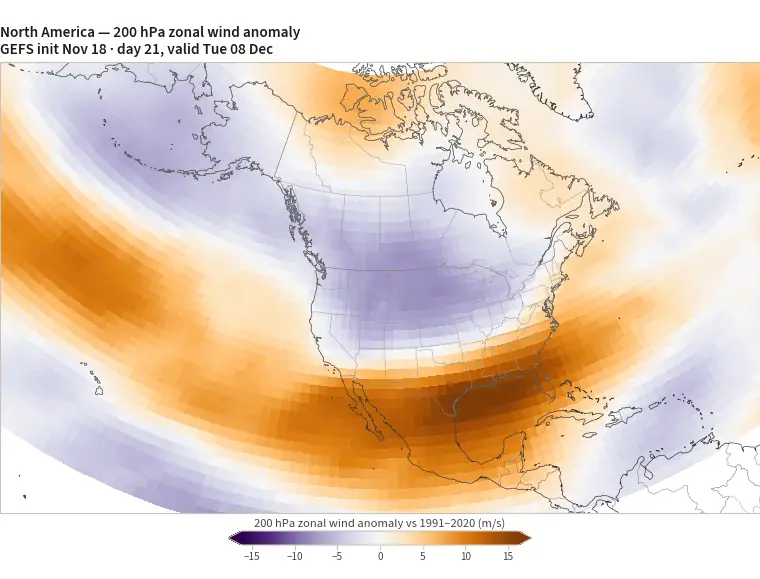 North America — 200 hPa zonal wind anomaly
GEFS init Nov 18 · day 21, valid Tue 08 Dec
200 hPa zonal wind anomaly vs 1991–2020 (m/s)
−15 −10 −5 0 5 10 15